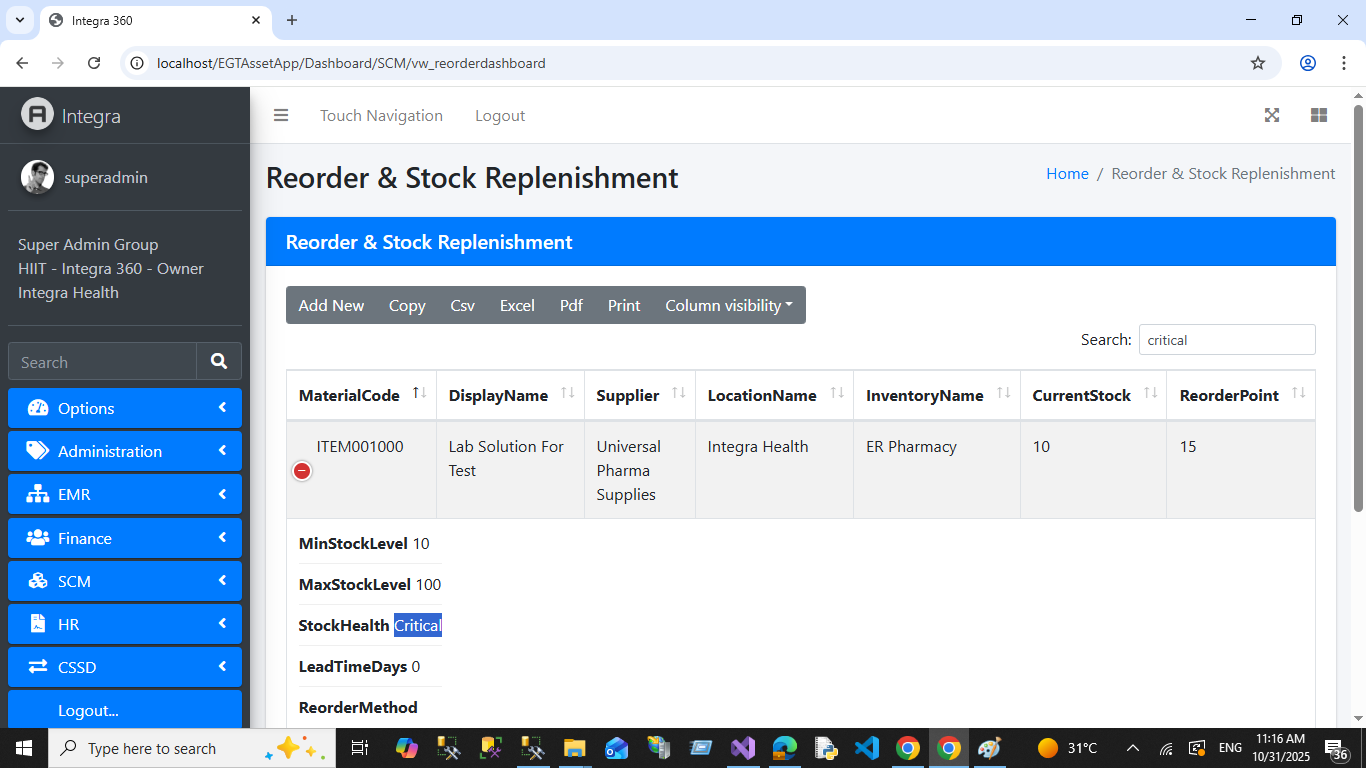 Integra 360
localhost/EGTAssetApp/Dashboard/SCM/vw_reorderdashboard
Integra
Touch Navigation
Logout
superadmin
Reorder & Stock Replenishment
Home / Reorder & Stock Replenishment
Super Admin Group
HIIT - Integra 360 - Owner
Integra Health
Reorder & Stock Replenishment
Add New Copy Csv Excel Pdf Print Column visibility
Search: critical
Search
Options
Administration
EMR
Finance
SCM
HR
CSSD
Logout...
MaterialCode DisplayName Supplier LocationName InventoryName CurrentStock ReorderPoint
ITEM001000 Lab Solution For Universal Integra Health ER Pharmacy 10 15
Test Pharma
Supplies
MinStockLevel 10
MaxStockLevel 100
StockHealth Critical
LeadTimeDays 0
ReorderMethod
Type here to search
31°C
ENG
11:16 AM
10/31/2025
36